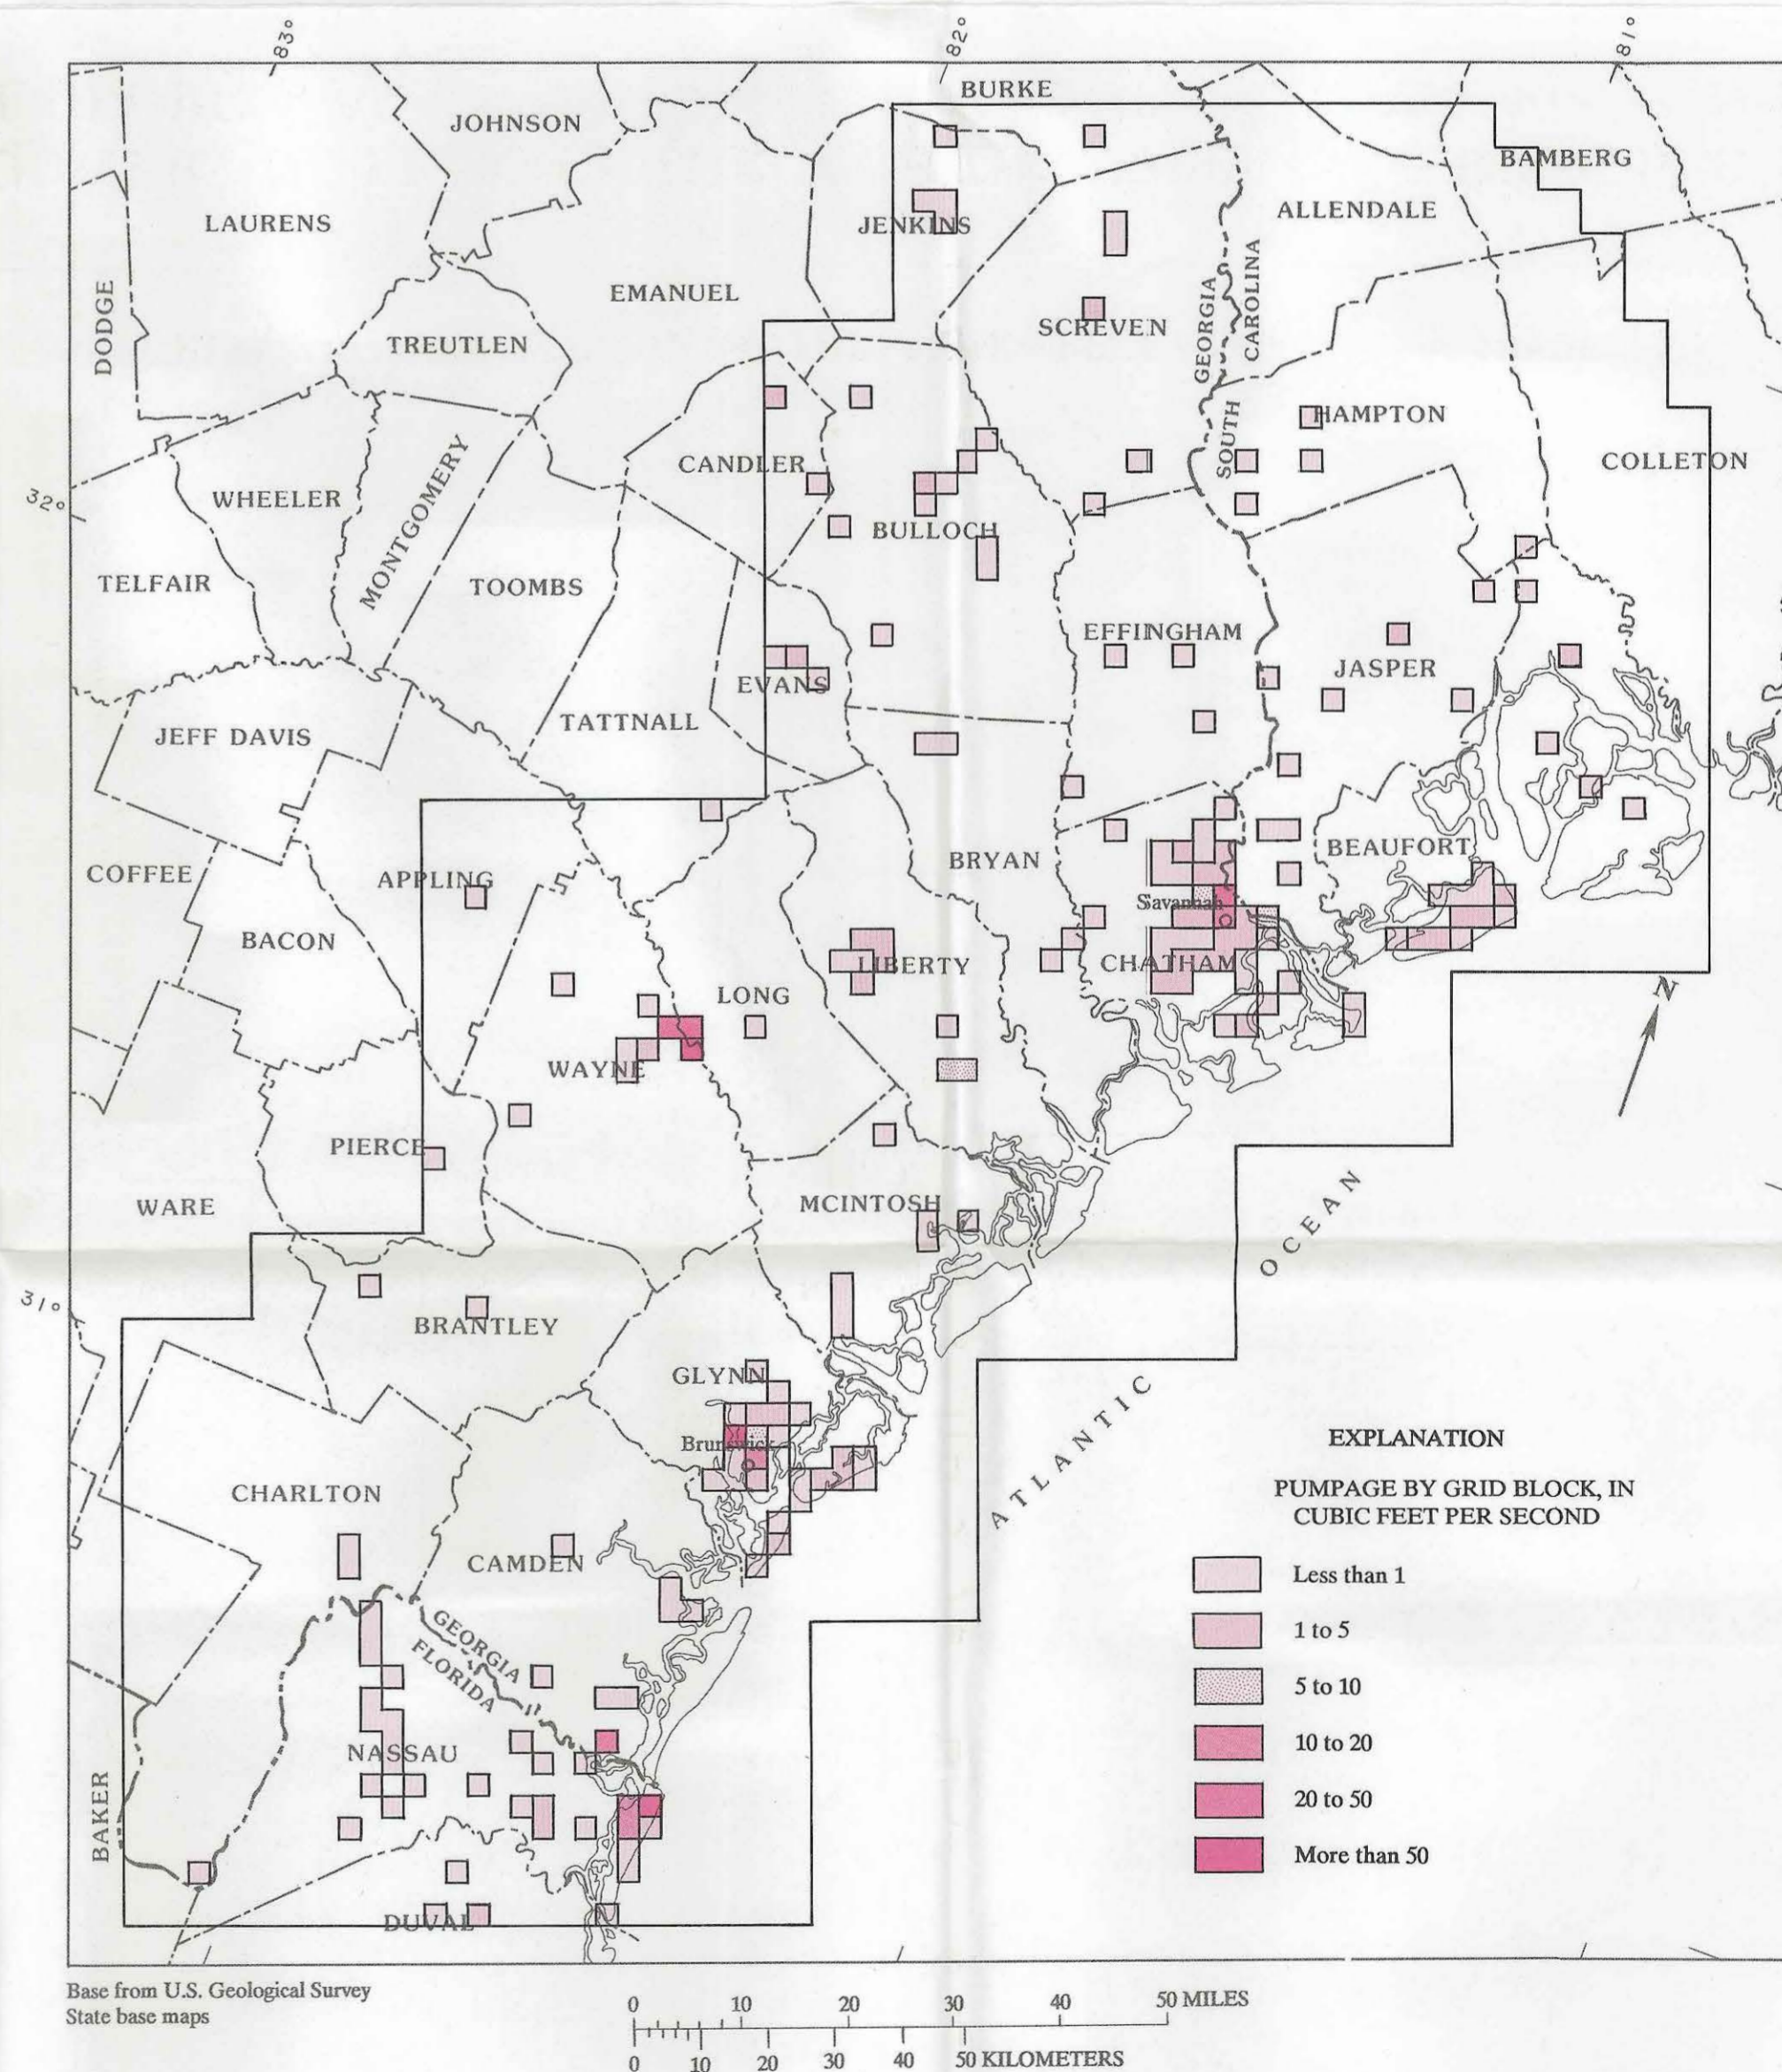 83°
82°
81°
BURKE
JOHNSON
BAMBERG
LAURENS
JENKINS
ALLENDALE
DODGE
EMANUEL
GEORGIA
SOUTH CAROLINA
SCREVEN
TREUTLEN
HAMPTON
CANDLER
COLLETON
32°
WHEELER
MONTGOMERY
BULLOCH
TELFAIR
TOOMBS
EFFINGHAM
JASPER
EVANS
TATTNALL
JEFF DAVIS
BEAUFORT
BRYAN
COFFEE
APPLING
Savannah
BACON
LIBERTY
CHATHAM
LONG
N
WAYNE
PIERCE
WARE
MCINTOSH
31°
BRANTLEY
GLYNN
ATLANTIC OCEAN
Brunswick
CHARLTON
CAMDEN
GEORGIA
FLORIDA
NASSAU
BAKER
DUVAL
EXPLANATION
PUMPAGE BY GRID BLOCK, IN
CUBIC FEET PER SECOND
Less than 1
1 to 5
5 to 10
10 to 20
20 to 50
More than 50
Base from U.S. Geological Survey
State base maps
0 10 20 30 40 50 MILES
0 10 20 30 40 50 KILOMETERS